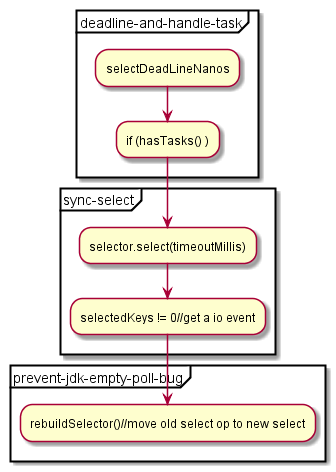 deadline-and-handle-task
selectDeadLineNanos
if (hasTasks() )
sync-select
selector.select(timeoutMillis)
selectedKeys != 0//get a io event
prevent-jdk-empty-poll-bug
rebuildSelector()//move old select op to new select